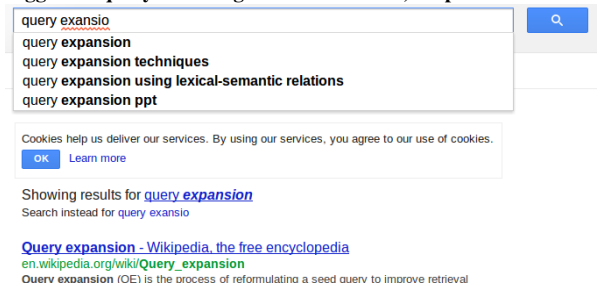 query exansio
query expansion
query expansion techniques
query expansion using lexical-semantic relations
query expansion ppt
Cookies help us deliver our services. By using our services, you agree to our use of cookies.
OK Learn more
Showing results for query expansion
Search instead for query exansio
Query expansion - Wikipedia, the free encyclopedia
en.wikipedia.org/wiki/Query_expansion
Query expansion (QE) is the process of reformulating a seed query to improve retrieval